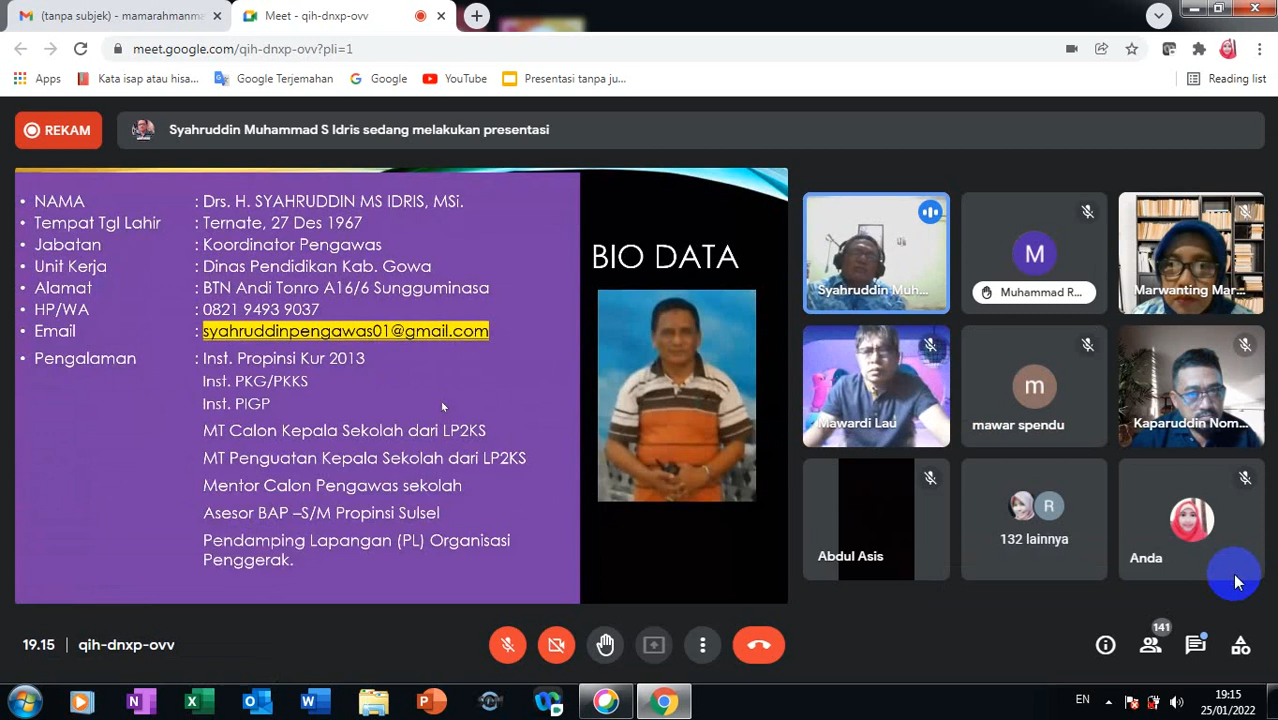 (tanpa subjek) - mamarahmanma
Meet - qih-dnxp-ovv
meet.google.com/qih-dnxp-ovv?pli=1
Apps
Kata isap atau hisa...
Google Terjemahan
Google
YouTube
Presentasi tanpa ju...
Reading list
REKAM
Syahruddin Muhammad S Idris sedang melakukan presentasi
• NAMA : Drs. H. SYAHRUDDIN MS IDRIS, MSi.
• Tempat Tgl Lahir : Ternate, 27 Des 1967
• Jabatan : Koordinator Pengawas
• Unit Kerja : Dinas Pendidikan Kab. Gowa
• Alamat : BTN Andi Tonro A16/6 Sungguminasa
• HP/WA : 0821 9493 9037
• Email : syahruddinpengawas01@gmail.com
• Pengalaman : Inst. Propinsi Kur 2013
Inst. PKG/PKKS
Inst. PIGP
MT Calon Kepala Sekolah dari LP2KS
MT Penguatan Kepala Sekolah dari LP2KS
Mentor Calon Pengawas sekolah
Asesor BAP –S/M Propinsi Sulsel
Pendamping Lapangan (PL) Organisasi
Penggerak.
BIO DATA
Syahruddin Muh...
M
Muhammad R...
Marwanting Mar...
Mawardi Lau
m
mawar spendu
Kaparuddin Nom...
Abdul Asis
R
132 lainnya
Anda
19.15 | qih-dnxp-ovv
141
EN
19:15
25/01/2022